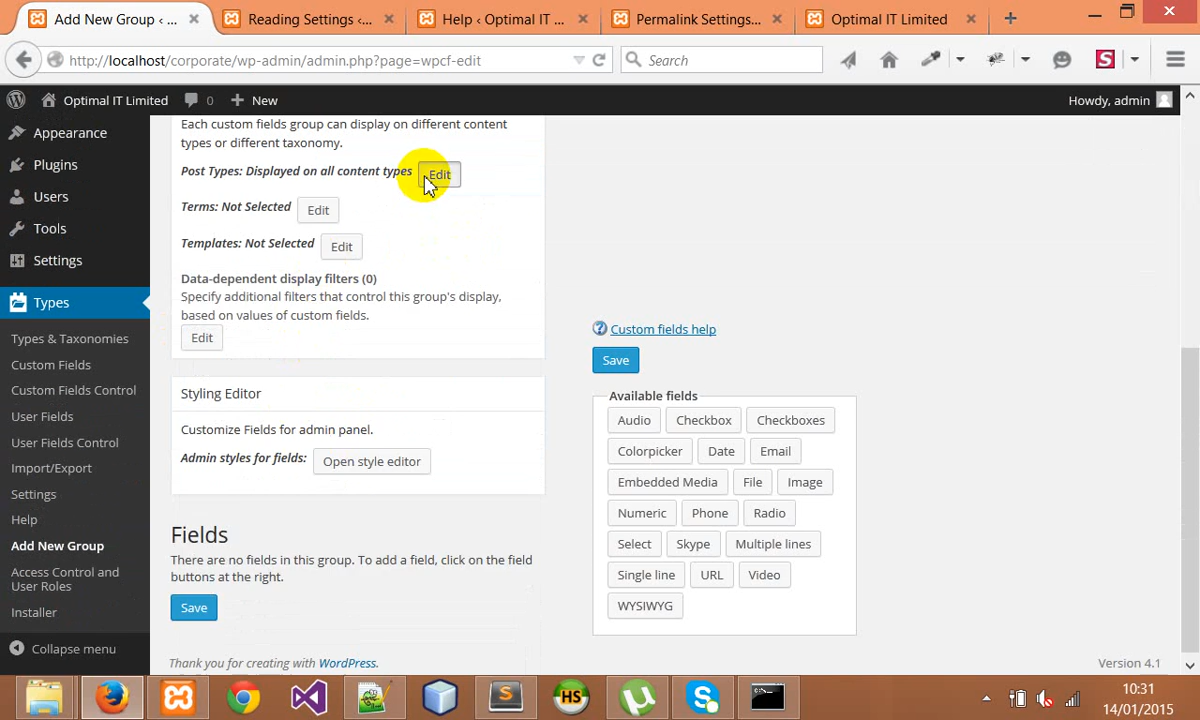 Add New Group ‹ ...
Reading Settings ‹...
Help ‹ Optimal IT ...
Permalink Settings...
Optimal IT Limited
http://localhost/corporate/wp-admin/admin.php?page=wpcf-edit
Search
Optimal IT Limited
0
New
Howdy, admin
Appearance
Plugins
Users
Tools
Settings
Types
Types & Taxonomies
Custom Fields
Custom Fields Control
User Fields
User Fields Control
Import/Export
Settings
Help
Add New Group
Access Control and
User Roles
Installer
Collapse menu
Each custom fields group can display on different content
types or different taxonomy.
Post Types: Displayed on all content types Edit
Terms: Not Selected Edit
Templates: Not Selected Edit
Data-dependent display filters (0)
Specify additional filters that control this group's display,
based on values of custom fields.
Edit
Styling Editor
Customize Fields for admin panel.
Admin styles for fields: Open style editor
Fields
There are no fields in this group. To add a field, click on the field
buttons at the right.
Save
Custom fields help
Save
Available fields
Audio Checkbox Checkboxes
Colorpicker Date Email
Embedded Media File Image
Numeric Phone Radio
Select Skype Multiple lines
Single line URL Video
WYSIWYG
Thank you for creating with WordPress.
Version 4.1
S
HS
S
10:31
14/01/2015